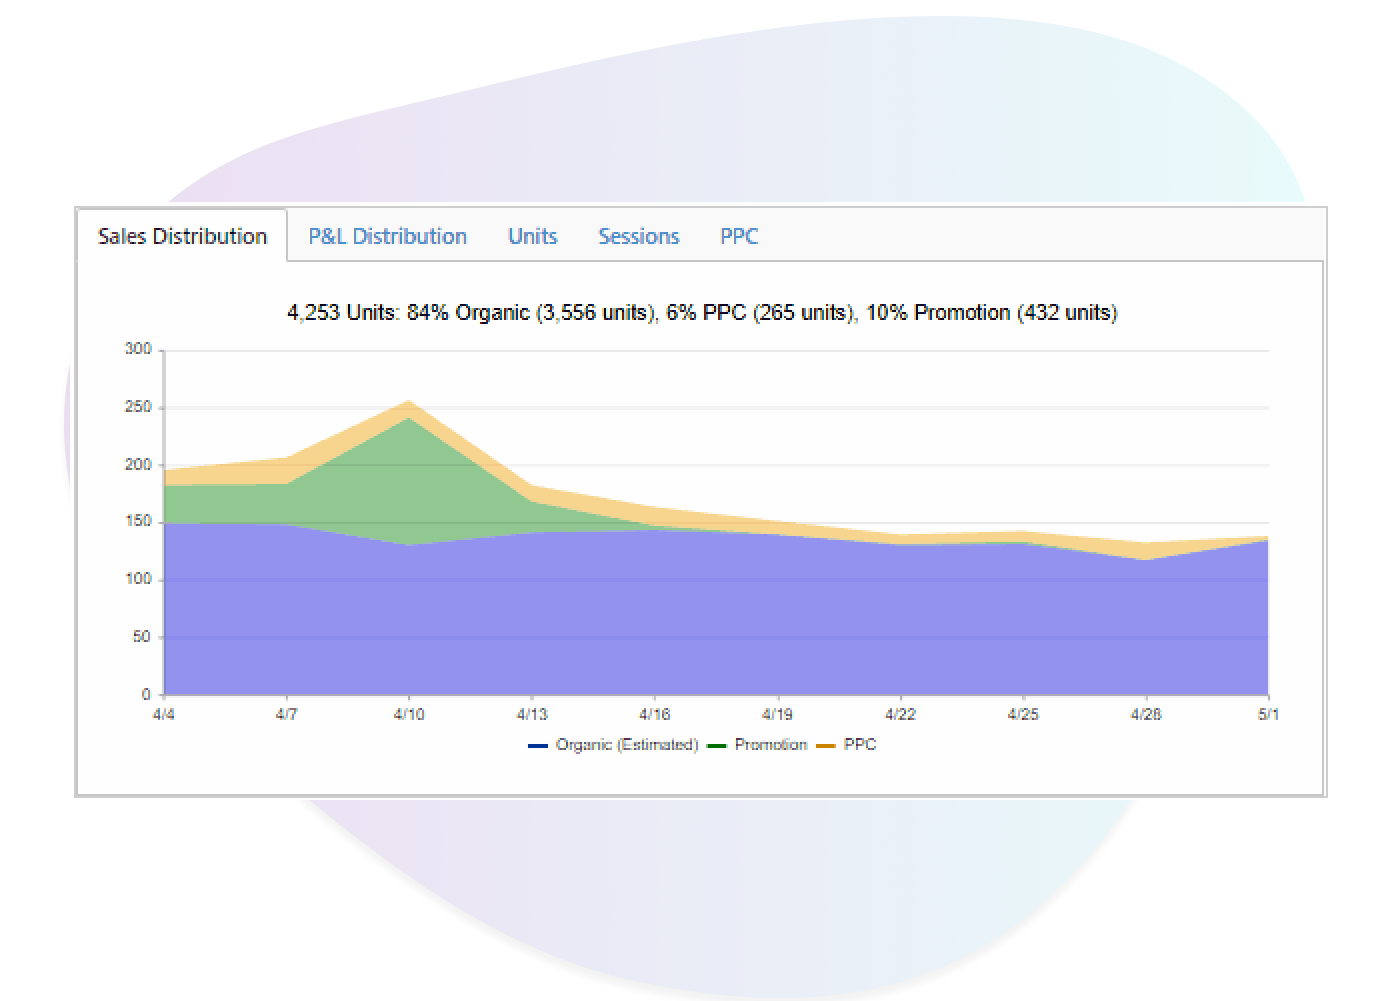 Sales Distribution P&L Distribution Units Sessions PPC
4,253 Units: 84% Organic (3,556 units), 6% PPC (265 units), 10% Promotion (432 units)
300
250
200
150
100
50
0
4/4 4/7 4/10 4/13 4/16 4/19 4/22 4/25 4/28 5/1
Organic (Estimated) Promotion PPC